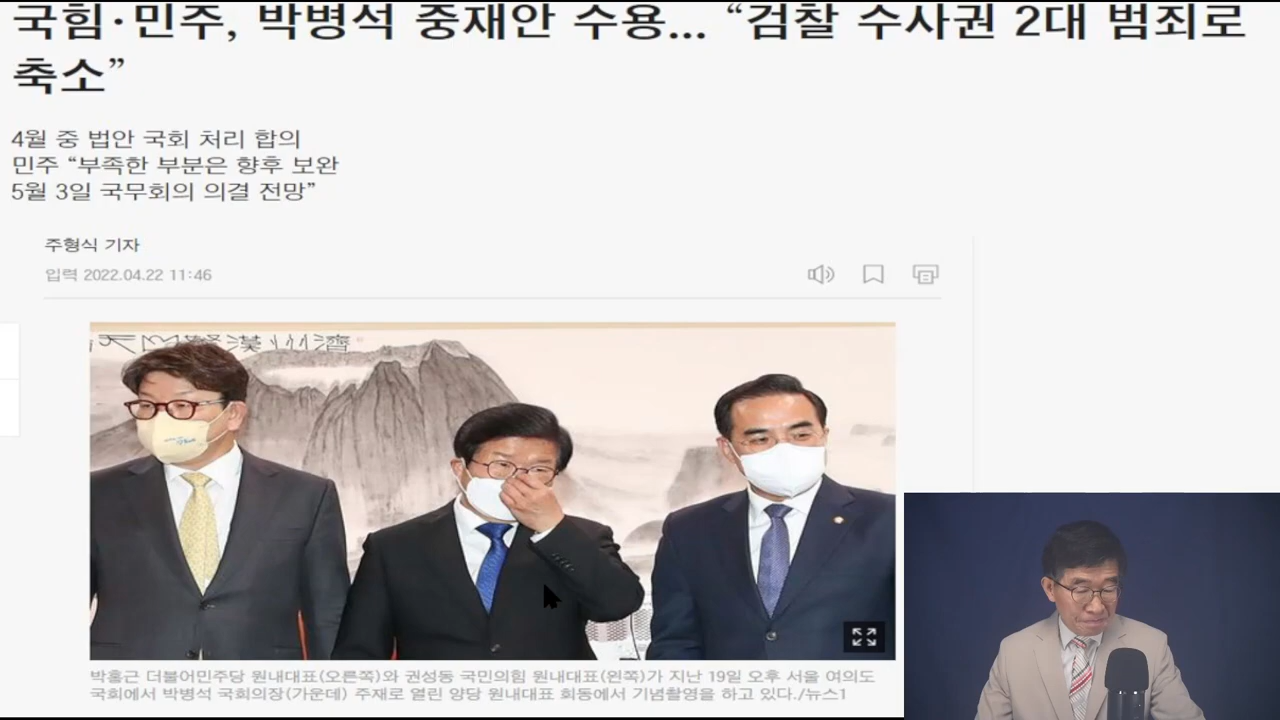 국힘·민주, 박병석 중재안 수용... “검찰 수사권 2대 범죄로
축소”
4월 중 법안 국회 처리 합의
민주 “부족한 부분은 향후 보완
5월 3일 국무회의 의결 전망”
주형식 기자
입력 2022.04.22 11:46
박홀근 더불어민주당 원내대표(오른쪽)와 권성동 국민의힘 원내대표(왼쪽)가 지난 19일 오후 서울 여의도
국회에서 박병석 국회의장(가운데) 주재로 열린 양당 원내대표 회동에서 기념촬영을 하고 있다./뉴스1